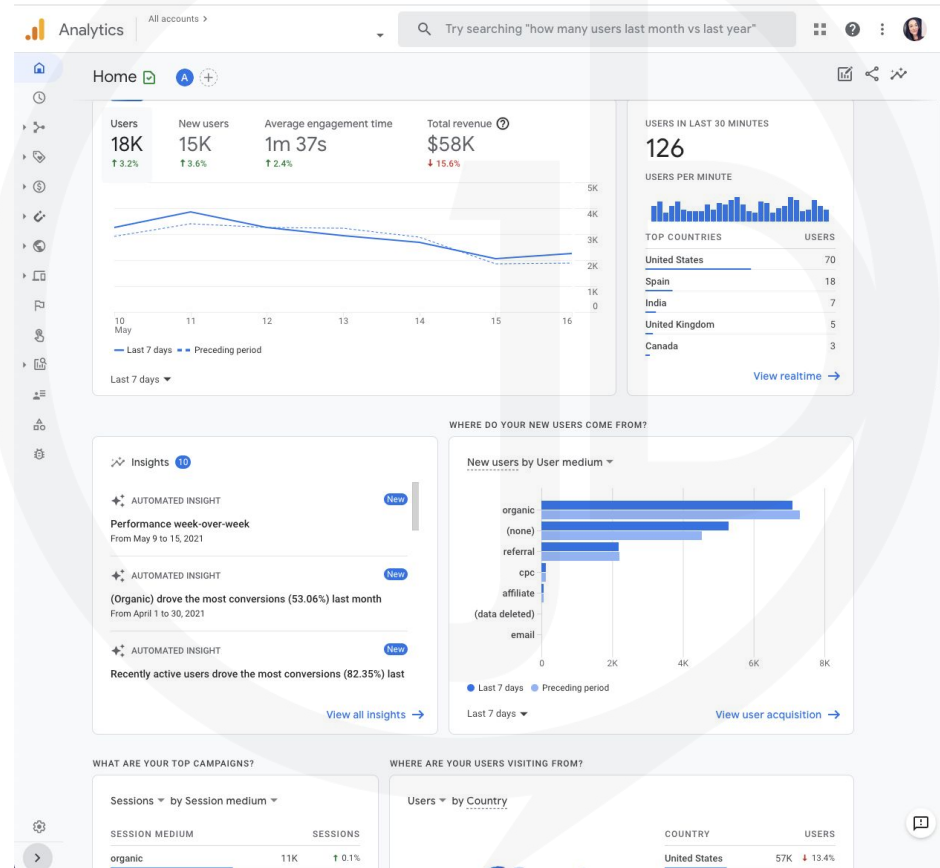 All accounts >
Analytics
Try searching "how many users last month vs last year"
Home
A
Users
New users
Average engagement time
Total revenue
18K
15K
1m 37s
$58K
↑ 3.2%
↑ 3.6%
↑ 2.4%
↓ 15.6%
5K
4K
3K
2K
1K
0
10
May
11
12
13
14
15
16
Last 7 days
Preceding period
Last 7 days
USERS IN LAST 30 MINUTES
126
USERS PER MINUTE
TOP COUNTRIES USERS
United States 70
Spain 18
India 7
United Kingdom 5
Canada 3
View realtime →
Insights 10
AUTOMATED INSIGHT New
Performance week-over-week
From May 9 to 15, 2021
AUTOMATED INSIGHT New
(Organic) drove the most conversions (53.06%) last month
From April 1 to 30, 2021
AUTOMATED INSIGHT New
Recently active users drove the most conversions (82.35%) last
View all insights →
WHERE DO YOUR NEW USERS COME FROM?
New users by User medium
organic
(none)
referral
cpc
affiliate
(data deleted)
email
0 2K 4K 6K 8K
Last 7 days Preceding period
Last 7 days
View user acquisition →
WHAT ARE YOUR TOP CAMPAIGNS?
Sessions by Session medium
SESSION MEDIUM SESSIONS
organic 11K ↑ 0.1%
WHERE ARE YOUR USERS VISITING FROM?
Users by Country
COUNTRY USERS
United States 57K ↓ 13.4%